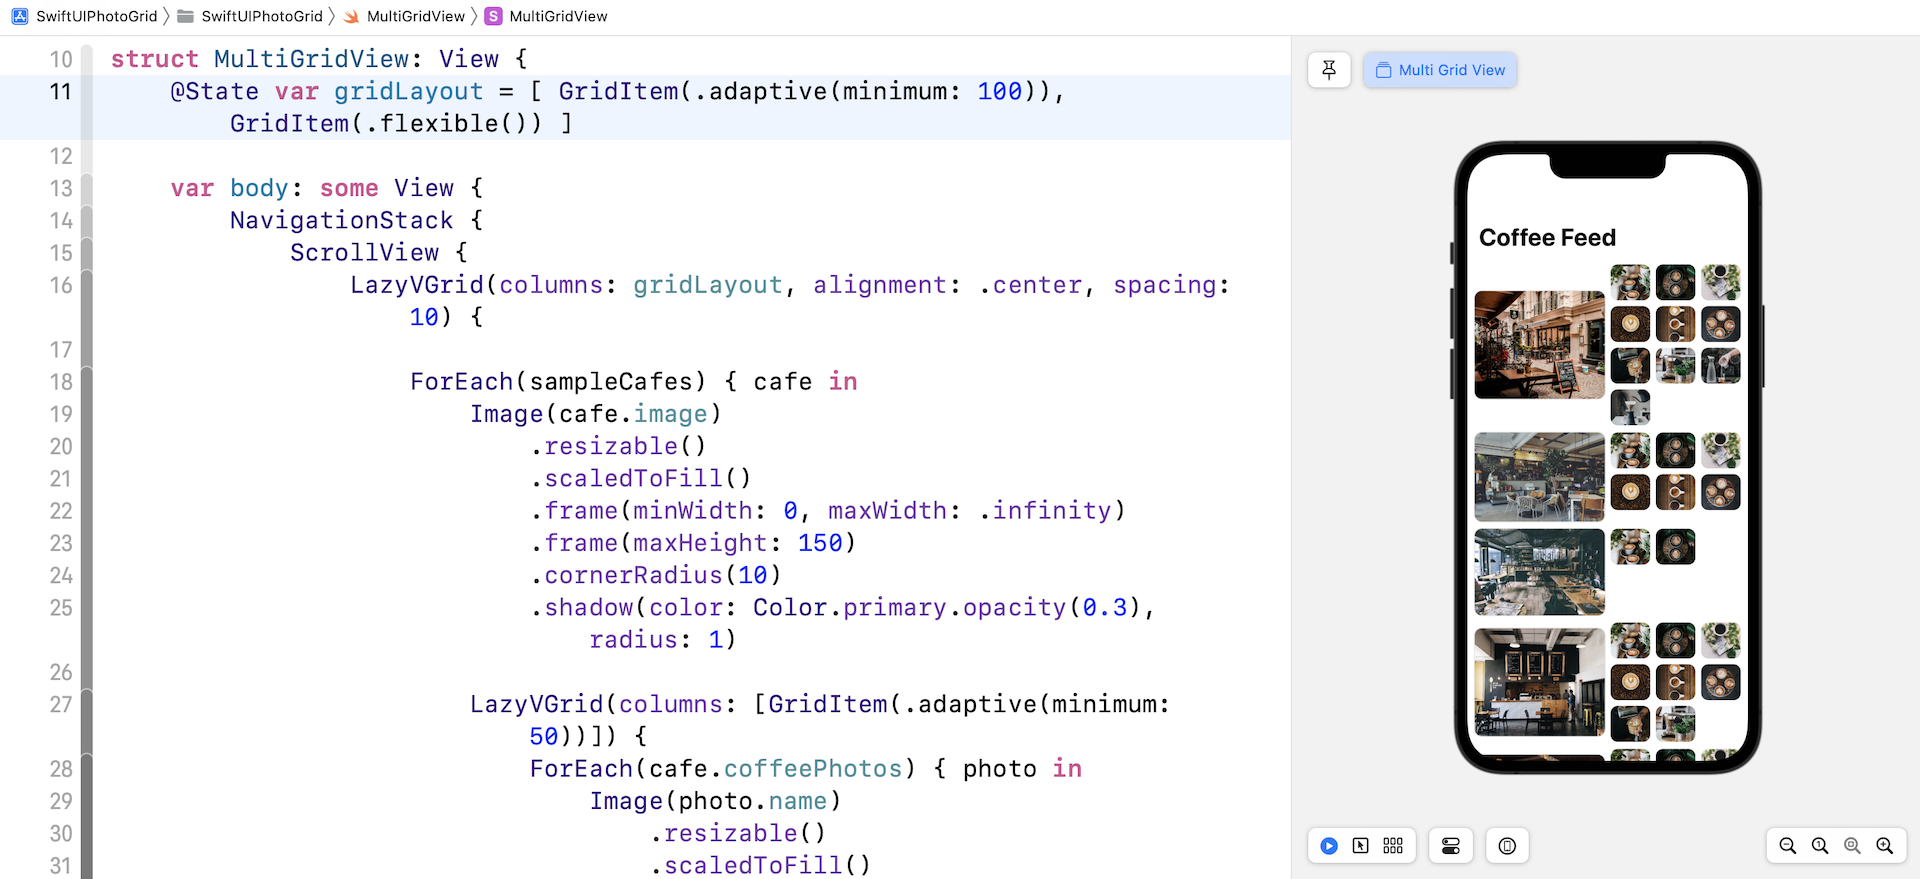 SwiftUIPhotoGrid
SwiftUIPhotoGrid
MultiGridView
S
MultiGridView
10 struct MultiGridView: View {
11 @State var gridLayout = [ GridItem(.adaptive(minimum: 100)),
GridItem(.flexible()) ]
12
13 var body: some View {
14 NavigationStack {
15 ScrollView {
16 LazyVGrid(columns: gridLayout, alignment: .center, spacing:
10) {
17
18 ForEach(sampleCafes) { cafe in
19 Image(cafe.image)
20 .resizable()
21 .scaledToFill()
22 .frame(minWidth: 0, maxWidth: .infinity)
23 .frame(maxHeight: 150)
24 .cornerRadius(10)
25 .shadow(color: Color.primary.opacity(0.3),
radius: 1)
26
27 LazyVGrid(columns: [GridItem(.adaptive(minimum:
50))]) {
28 ForEach(cafe.coffeePhotos) { photo in
29 Image(photo.name)
30 .resizable()
31 .scaledToFill()
Multi Grid View
Coffee Feed